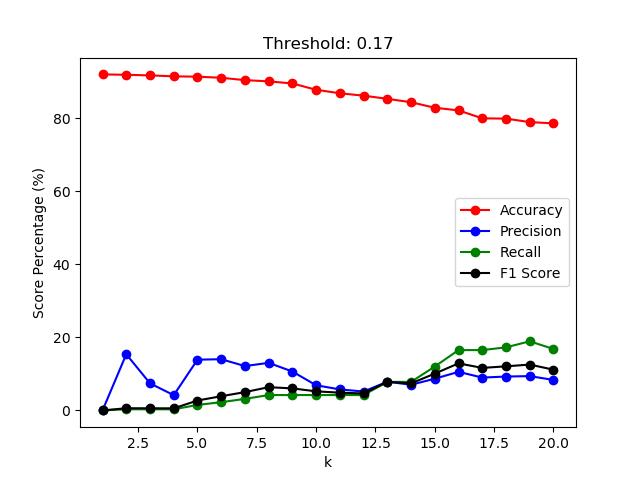 Threshold: 0.17
Score Percentage (%)
80
60
40
20
0
Accuracy
Precision
Recall
F1 Score
2.5 5.0 7.5 10.0 12.5 15.0 17.5 20.0
k